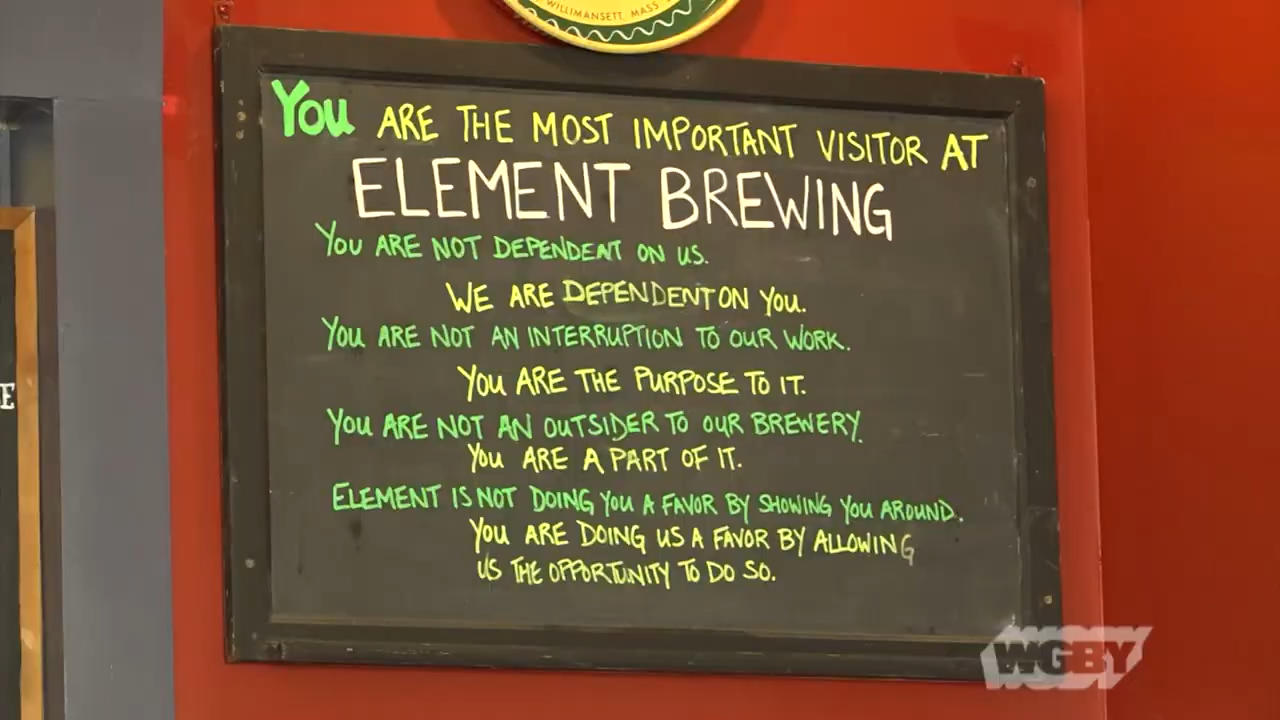 WILLIMANSETT, MASS
YOU ARE THE MOST IMPORTANT VISITOR AT
ELEMENT BREWING
YOU ARE NOT DEPENDENT ON US.
WE ARE DEPENDENT ON YOU.
YOU ARE NOT AN INTERRUPTION TO OUR WORK.
YOU ARE THE PURPOSE TO IT.
YOU ARE NOT AN OUTSIDER TO OUR BREWERY.
YOU ARE A PART OF IT.
ELEMENT IS NOT DOING YOU A FAVOR BY SHOWING YOU AROUND.
YOU ARE DOING US A FAVOR BY ALLOWING
US THE OPPORTUNITY TO DO SO.
E
WGBY